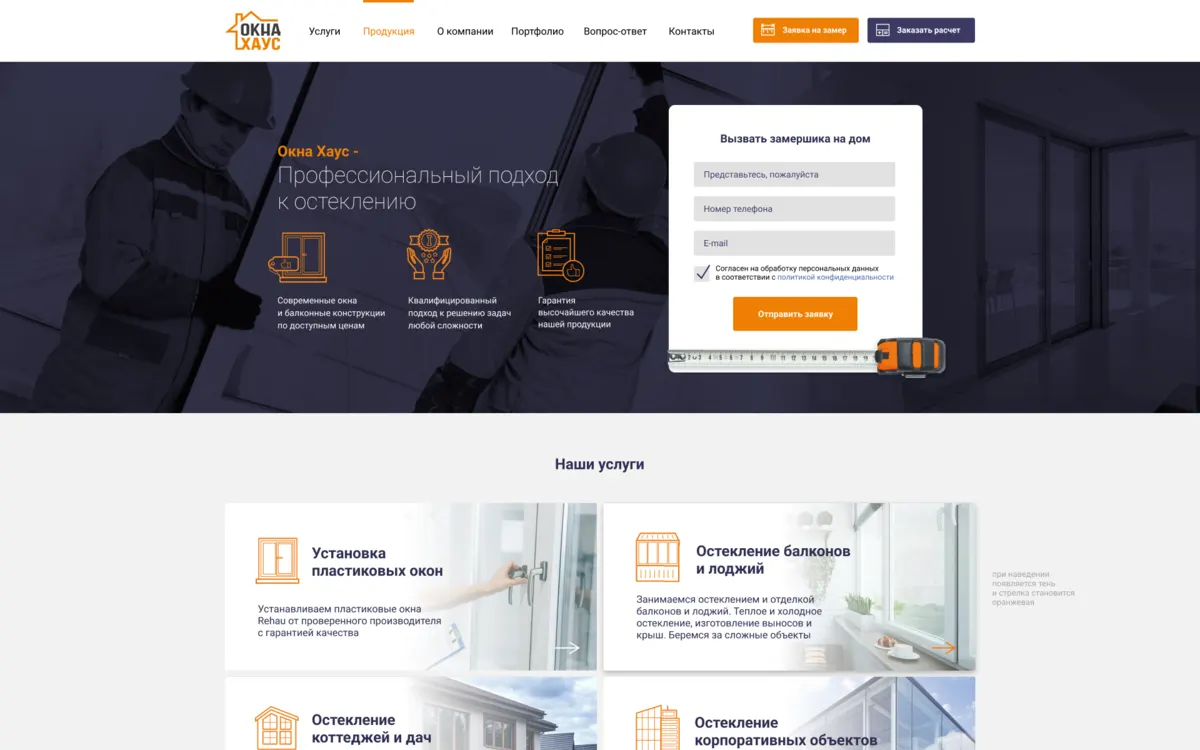 ОКНА
ХАУС
Услуги
Продукция
О компании
Портфолио
Вопрос-ответ
Контакты
Заявка на замер
Заказать расчет
Окна Хаус -
Профессиональный подход
к остеклению
Современные окна
и балконные конструкции
по доступным ценам
Квалифицированный
подход к решению задач
любой сложности
Гарантия
высочайшего качества
нашей продукции
Вызвать замершика на дом
Представьтесь, пожалуйста
Номер телефона
E-mail
Согласен на обработку персональных данных
в соответствии с политикой конфиденциальности
Отправить заявку
Наши услуги
Установка
пластиковых окон
Устанавливаем пластиковые окна
Rehau от проверенного производителя
с гарантией качества
Остекление балконов
и лоджий
Занимаемся остеклением и отделкой
балконов и лоджий. Теплое и холодное
остекление, изготовление выносов и
крыш. Беремся за сложные объекты
при наведении
появляется тень
и стрелка становится
оранжевая
Остекление
коттеджей и дач
Остекление
корпоративных объектов